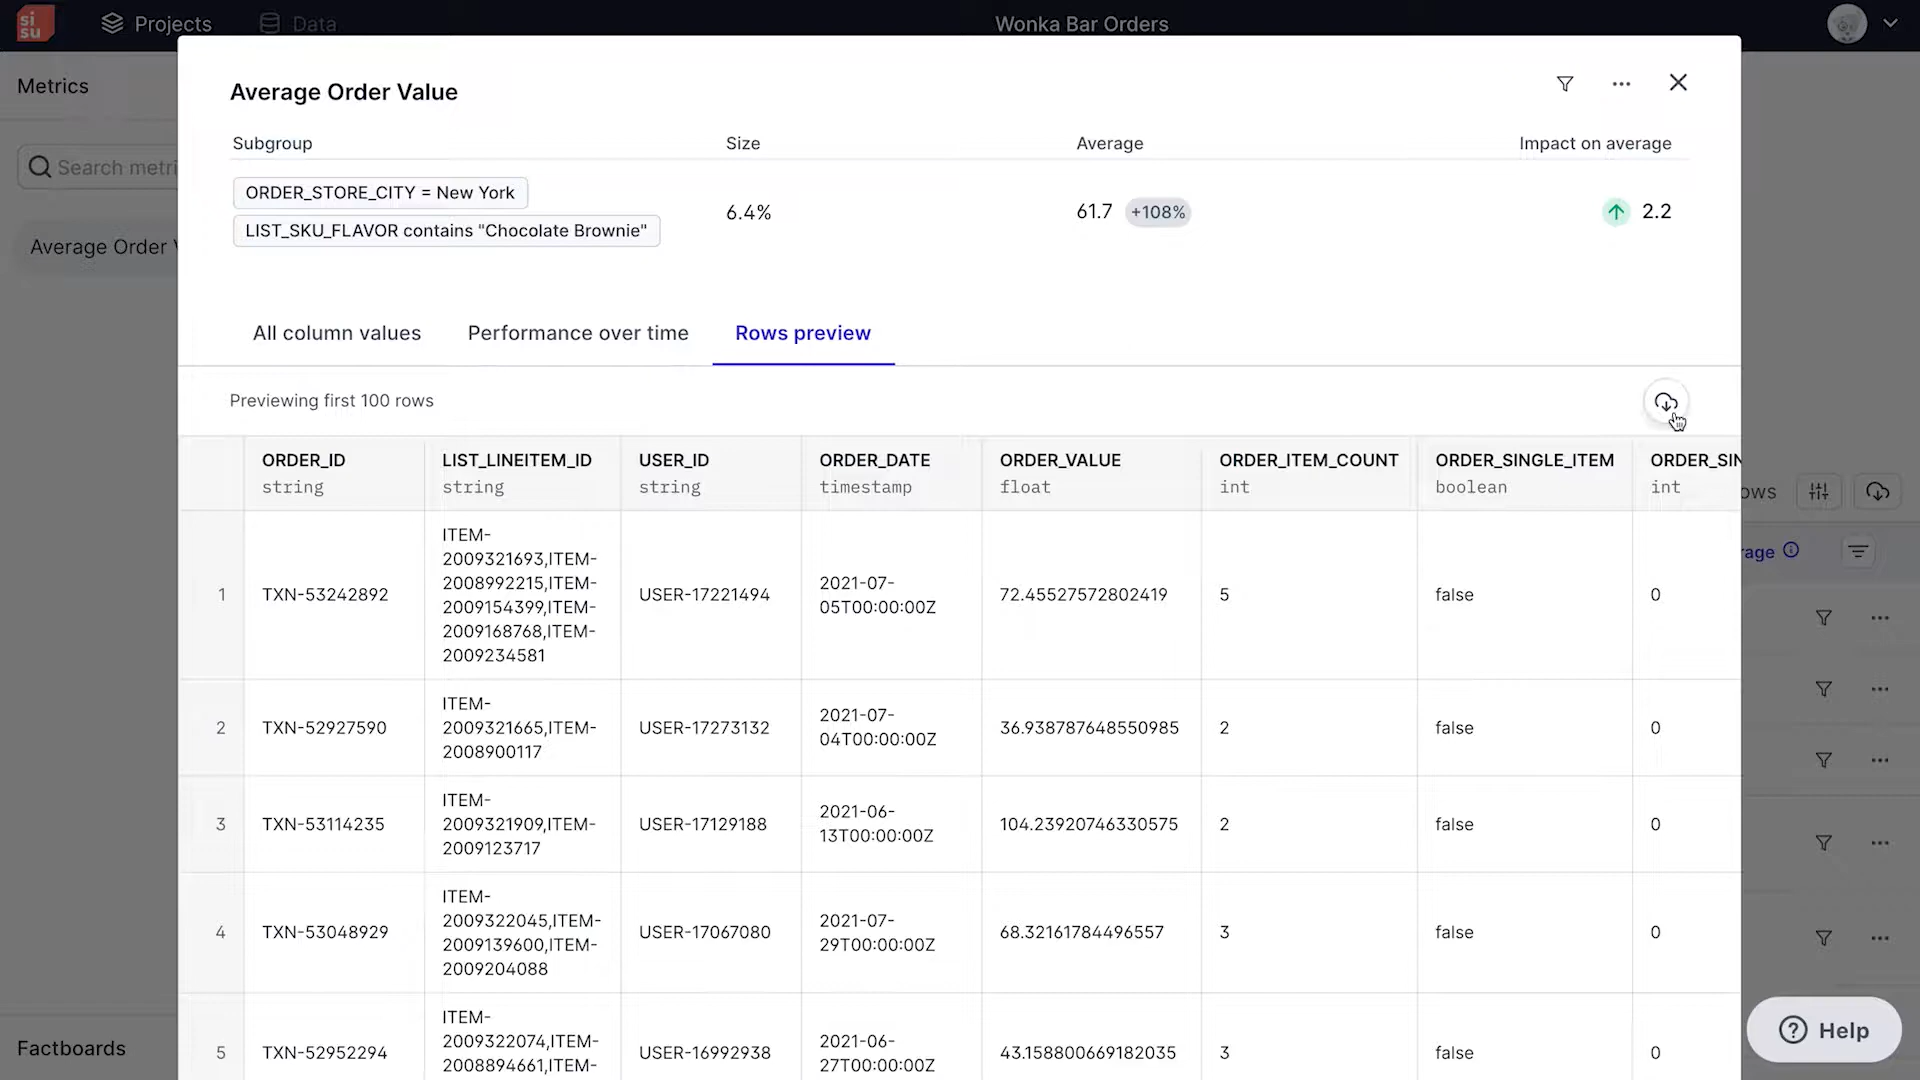 si
su
Projects
Data
Wonka Bar Orders
Metrics
Search metri
Average Order V
Average Order Value
Subgroup
Size
Average
Impact on average
ORDER_STORE_CITY = New York
LIST_SKU_FLAVOR contains "Chocolate Brownie"
6.4%
61.7
+108%
2.2
All column values
Performance over time
Rows preview
Previewing first 100 rows
ORDER_ID
string
LIST_LINEITEM_ID
string
USER_ID
string
ORDER_DATE
timestamp
ORDER_VALUE
float
ORDER_ITEM_COUNT
int
ORDER_SINGLE_ITEM
boolean
ORDER_SIN
int
ows
rage
1
TXN-53242892
ITEM-
2009321693,ITEM-
2008992215,ITEM-
2009154399,ITEM-
2009168768,ITEM-
2009234581
USER-17221494
2021-07-
05T00:00:00Z
72.45527572802419
5
false
0
2
TXN-52927590
ITEM-
2009321665,ITEM-
2008900117
USER-17273132
2021-07-
04T00:00:00Z
36.938787648550985
2
false
0
3
TXN-53114235
ITEM-
2009321909,ITEM-
2009123717
USER-17129188
2021-06-
13T00:00:00Z
104.23920746330575
2
false
0
4
TXN-53048929
ITEM-
2009322045,ITEM-
2009139600,ITEM-
2009204088
USER-17067080
2021-07-
29T00:00:00Z
68.32161784496557
3
false
0
5
TXN-52952294
ITEM-
2009322074,ITEM-
2008894661,ITEM-
USER-16992938
2021-06-
27T00:00:00Z
43.158800669182035
3
false
0
Factboards
Help